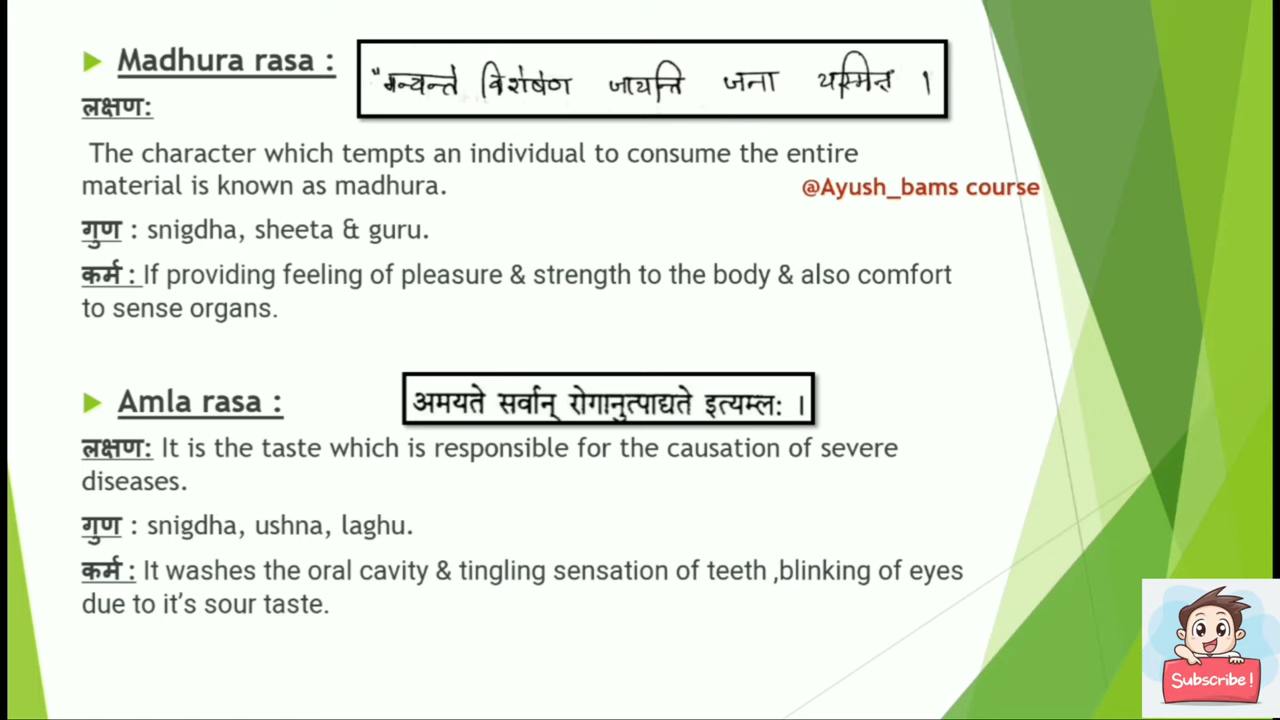 Madhura rasa :
विशेषेण जायन्ति जना यस्मिन् ।
लक्षण:
The character which tempts an individual to consume the entire
material is known as madhura.
@Ayush_bams course
गुण : snigdha, sheeta & guru.
कर्म : If providing feeling of pleasure & strength to the body & also comfort
to sense organs.
Amla rasa :
अमयते सर्वान् रोगानुत्पाद्यते इत्यम्लः ।
लक्षण: It is the taste which is responsible for the causation of severe
diseases.
गुण : snigdha, ushna, laghu.
कर्म : It washes the oral cavity & tingling sensation of teeth ,blinking of eyes
due to it's sour taste.
Subscribe!